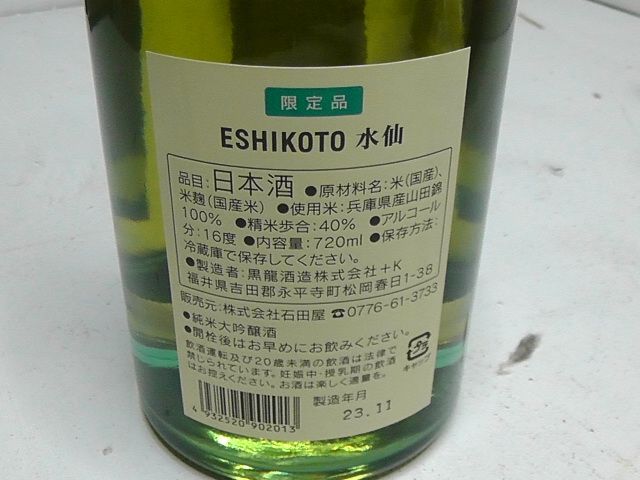 限定品
ESHIKOTO 水仙
品目:日本酒 ●原材料名:米(国産)、
米麹(国産米) ●使用米:兵庫県産山田錦
100% ●精米歩合:40% ●アルコール
分:16度 ●内容量:720ml ●保存方法:
冷蔵庫で保存してください。
●製造者:黒龍酒造株式会社+K
福井県吉田郡永平寺町松岡春日1-38
販売元:株式会社石田屋 ☎0776-61-3733
●純米大吟醸酒
●開栓後はお早めにお飲みください。
飲酒運転及び20歳未満の飲酒は法律で
禁じられています。妊娠中・授乳期の飲酒
はお控えください。お酒は楽しく適量を。
プラ
キャップ
4 932520 902013
製造年月
23.11